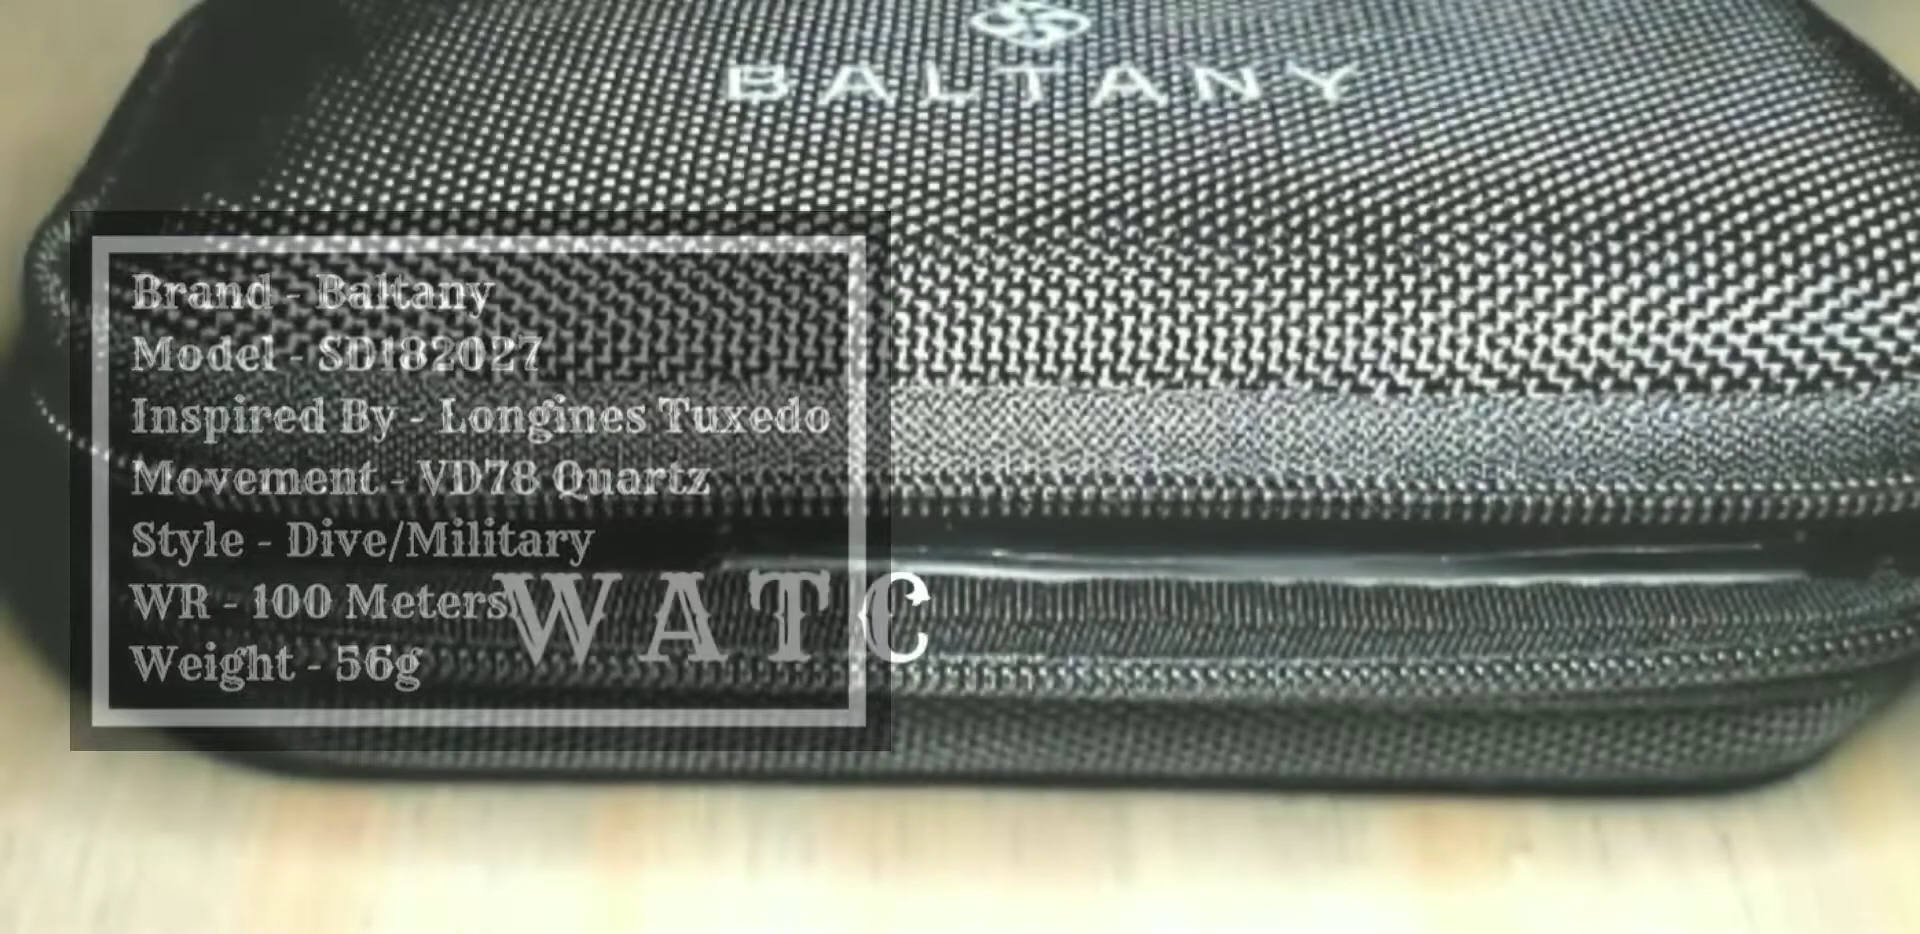 BALTANY
Brand - Baltany
Model - SD182027
Inspired By - Longines Tuxedo
Movement - VD78 Quartz
Style - Dive/Military
WR - 100 Meters
Weight - 56g
WATC